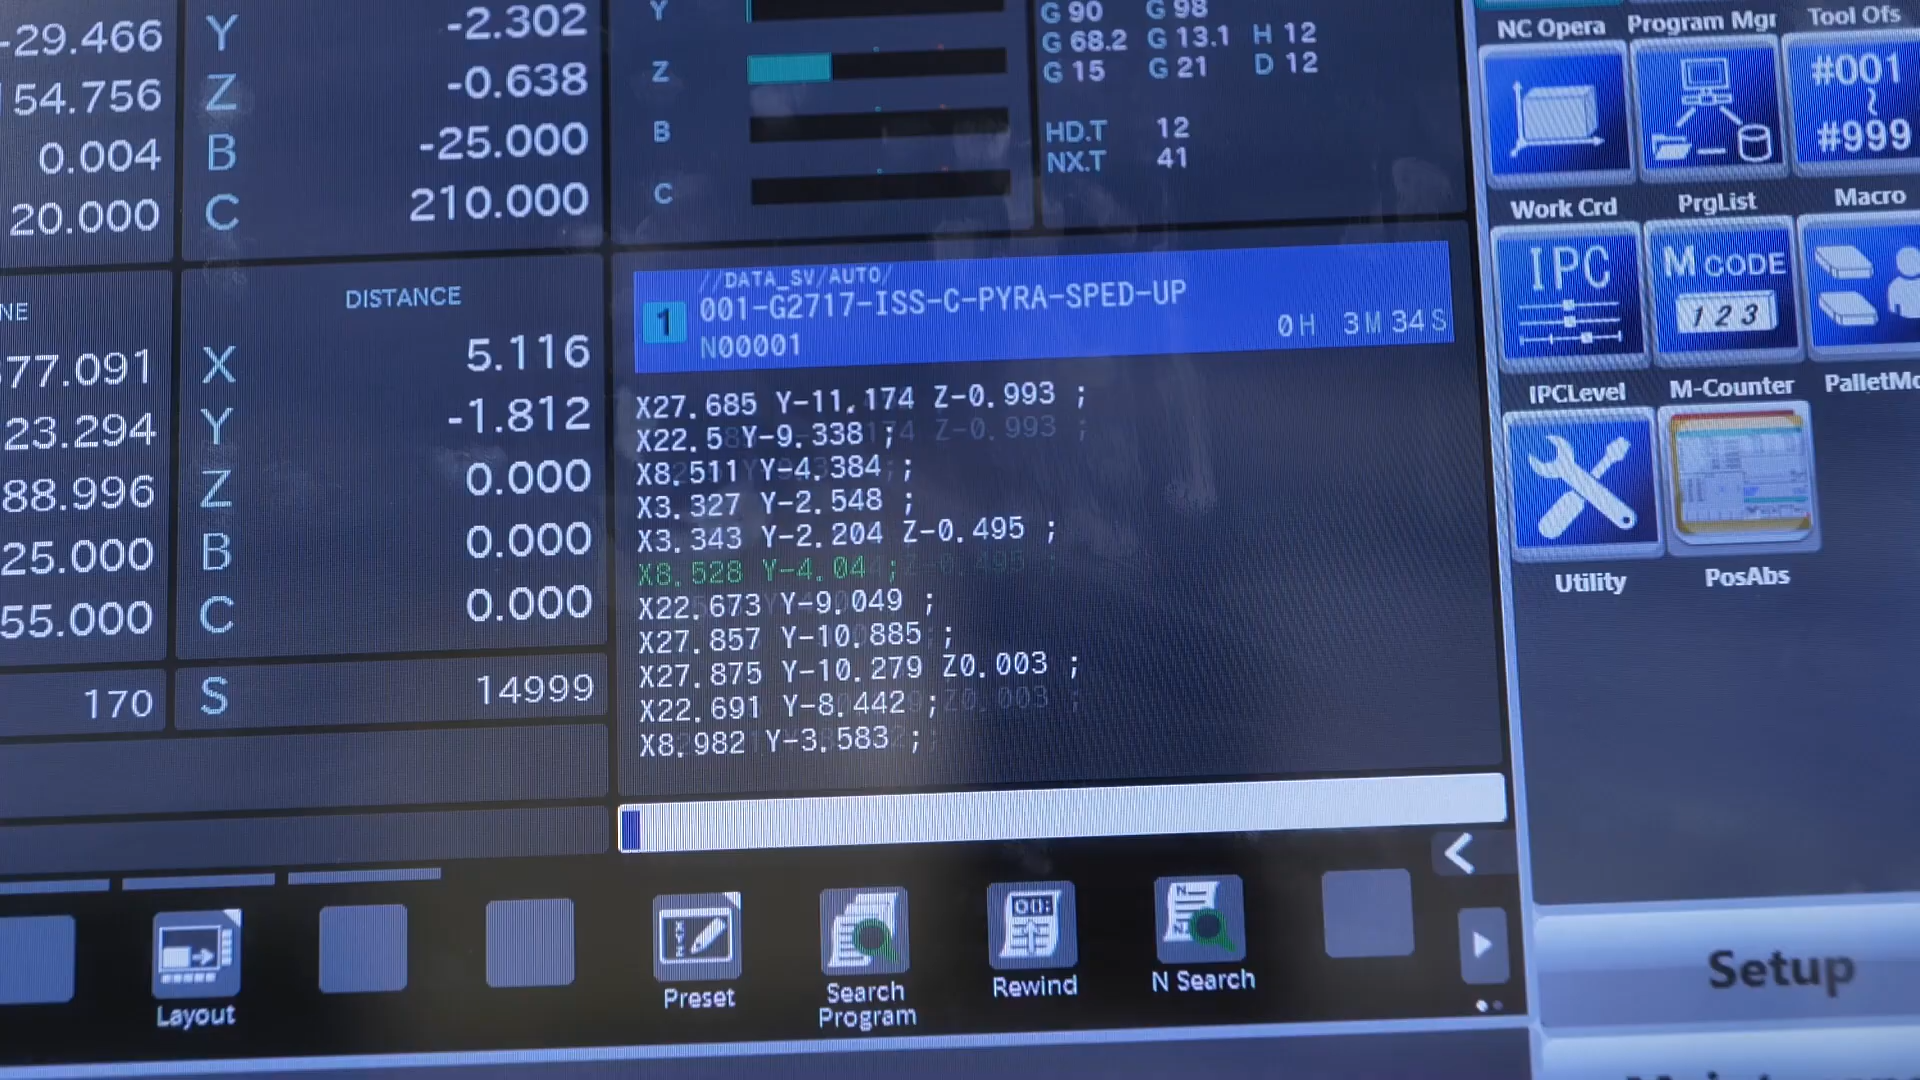 -29.466
54.756
0.004
20.000
Y -2.302
Z -0.638
B -25.000
C 210.000
Y
Z
B
C
G 90 G 98
G 68.2 G 13.1 H 12
G 15 G 21 D 12
HD.T 12
NX.T 41
NE
77.091
23.294
88.996
25.000
55.000
170
DISTANCE
X 5.116
Y -1.812
Z 0.000
B 0.000
C 0.000
S 14999
//DATA_SV/AUTO/
1 001-G2717-ISS-C-PYRA-SPED-UP
N00001 0H 3M 34S
X27.685 Y-11.174 Z-0.993 ;
X22.5 Y-9.338 ;
X8.511 Y-4.384 ;
X3.327 Y-2.548 ;
X3.343 Y-2.204 Z-0.495 ;
X8.528 Y-4.04 ;
X22.673 Y-9.049 ;
X27.857 Y-10.885 ;
X27.875 Y-10.279 Z0.003 ;
X22.691 Y-8.442 ;
X8.982 Y-3.583 ;
Layout
Preset
Search
Program
Rewind
N Search
NC Opera Program Mgr Tool Ofs
#001
~
#999
Work Crd PrgList Macro
IPC
M CODE
1 2 3
IPCLevel M-Counter PalletMo
Utility PosAbs
Setup